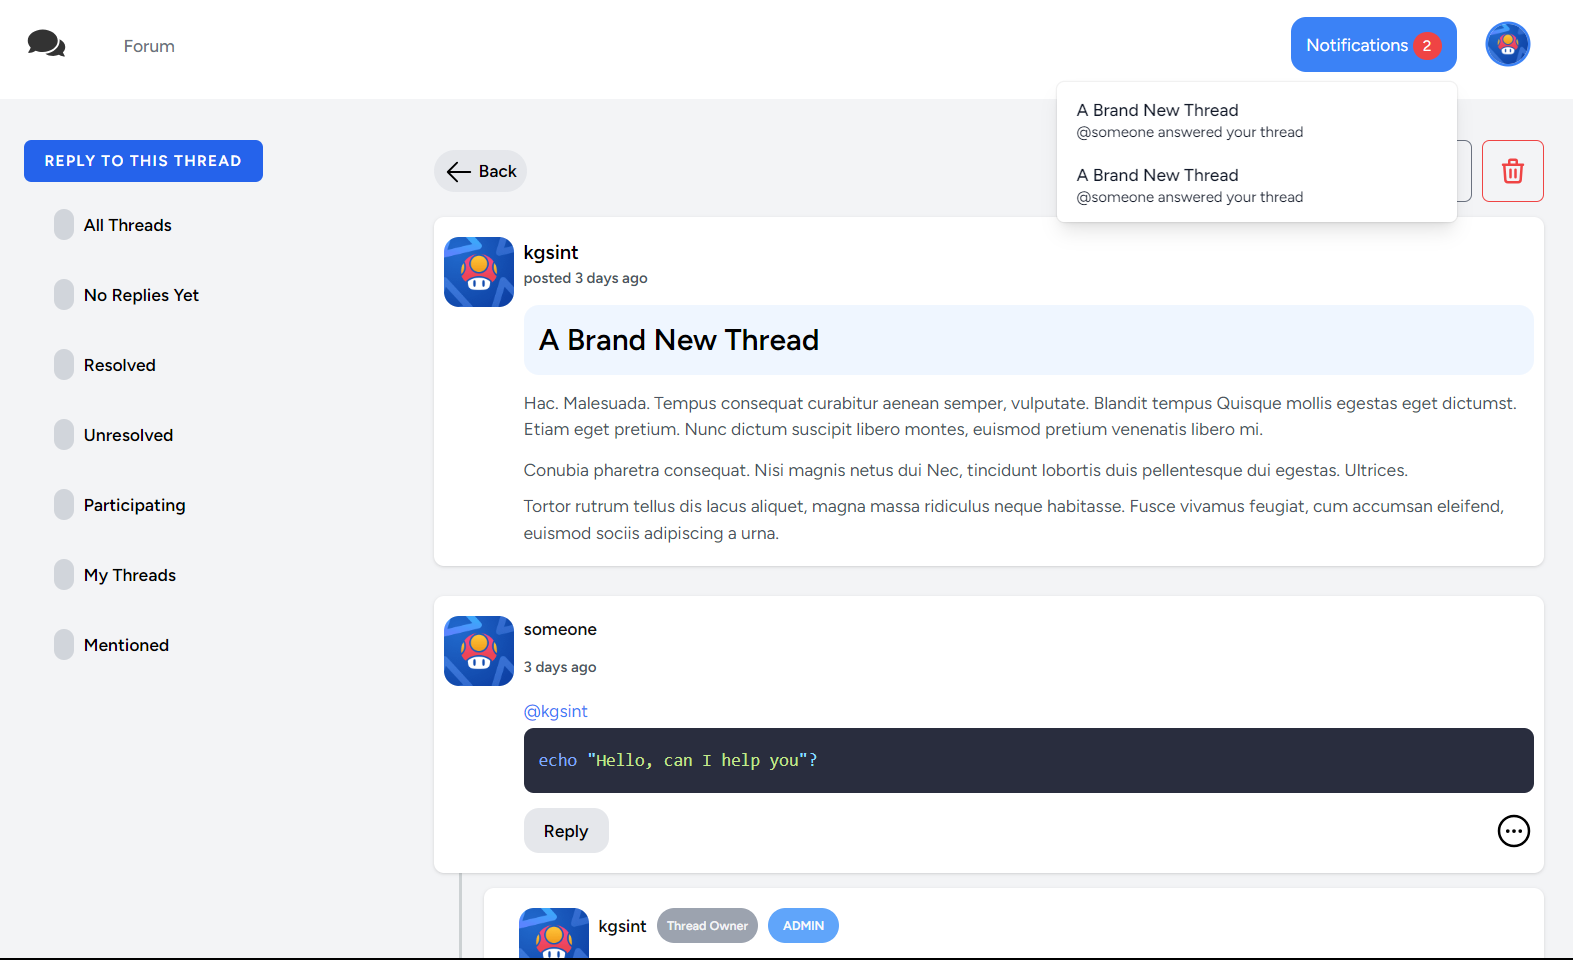 Forum
Notifications 2
A Brand New Thread
@someone answered your thread
A Brand New Thread
@someone answered your thread
REPLY TO THIS THREAD
All Threads
No Replies Yet
Resolved
Unresolved
Participating
My Threads
Mentioned
Back
kgsint
posted 3 days ago
A Brand New Thread
Hac. Malesuada. Tempus consequat curabitur aenean semper, vulputate. Blandit tempus Quisque mollis egestas eget dictumst.
Etiam eget pretium. Nunc dictum suscipit libero montes, euismod pretium venenatis libero mi.
Conubia pharetra consequat. Nisi magnis netus dui Nec, tincidunt lobortis duis pellentesque dui egestas. Ultrices.
Tortor rutrum tellus dis lacus aliquet, magna massa ridiculus neque habitasse. Fusce vivamus feugiat, cum accumsan eleifend,
euismod sociis adipiscing a urna.
someone
3 days ago
@kgsint
echo "Hello, can I help you"?
Reply
kgsint Thread Owner ADMIN